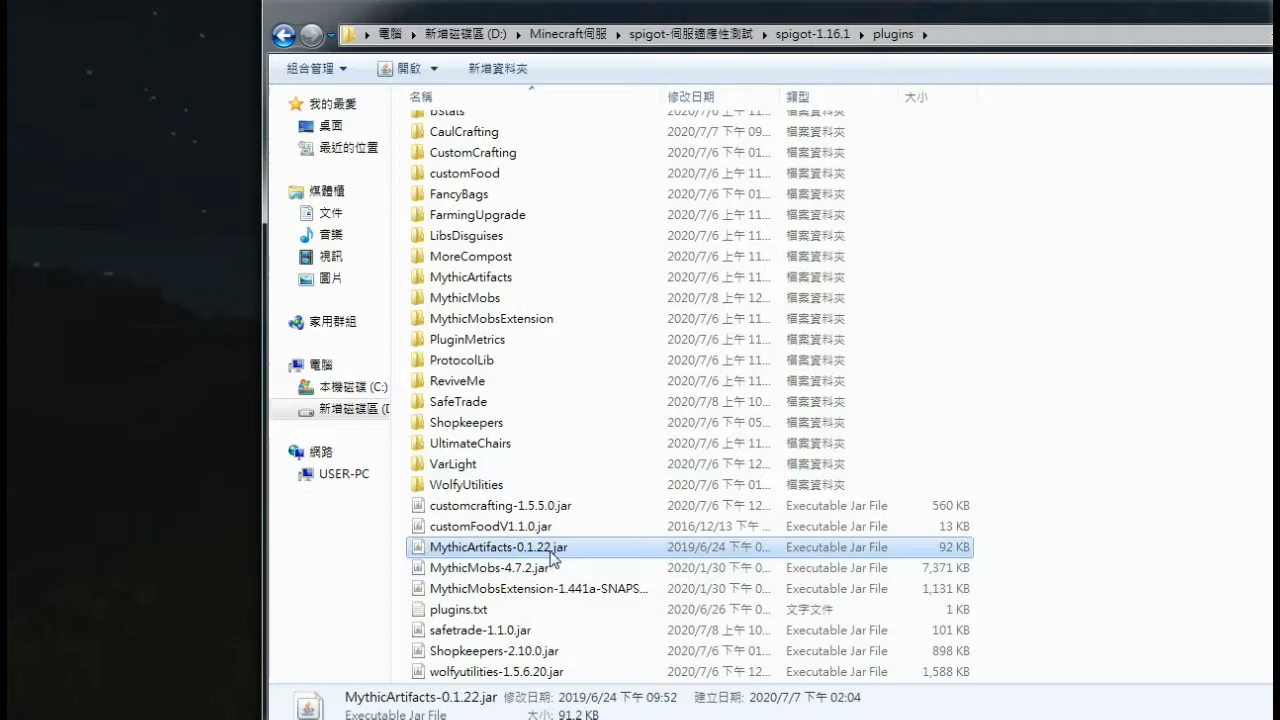 電腦 新增磁碟區 (D:) Minecraft伺服 spigot-伺服適應性測試 spigot-1.16.1 plugins
組合管理 開啟 新增資料夾
我的最愛
桌面
最近的位置
媒體櫃
文件
音樂
視訊
圖片
家用群組
電腦
本機磁碟 (C:)
新增磁碟區 (D
網路
USER-PC
名稱 修改日期 類型 大小
bStats 2020/7/6 下午 11... 檔案資料夾
CaulCrafting 2020/7/7 下午 09... 檔案資料夾
CustomCrafting 2020/7/6 下午 01... 檔案資料夾
customFood 2020/7/6 上午 11... 檔案資料夾
FancyBags 2020/7/6 下午 01... 檔案資料夾
FarmingUpgrade 2020/7/6 上午 11... 檔案資料夾
LibsDisguises 2020/7/6 上午 11... 檔案資料夾
MoreCompost 2020/7/6 上午 11... 檔案資料夾
MythicArtifacts 2020/7/6 上午 11... 檔案資料夾
MythicMobs 2020/7/8 上午 12... 檔案資料夾
MythicMobsExtension 2020/7/6 上午 11... 檔案資料夾
PluginMetrics 2020/7/6 上午 11... 檔案資料夾
ProtocolLib 2020/7/6 上午 11... 檔案資料夾
ReviveMe 2020/7/6 上午 11... 檔案資料夾
SafeTrade 2020/7/8 上午 10... 檔案資料夾
Shopkeepers 2020/7/6 下午 05... 檔案資料夾
UltimateChairs 2020/7/6 上午 11... 檔案資料夾
VarLight 2020/7/6 下午 12... 檔案資料夾
WolfyUtilities 2020/7/6 下午 01... 檔案資料夾
customcrafting-1.5.5.0.jar 2020/7/6 下午 12... Executable Jar File 560 KB
customFoodV1.1.0.jar 2016/12/13 下午 ... Executable Jar File 13 KB
MythicArtifacts-0.1.22.jar 2019/6/24 下午 0... Executable Jar File 92 KB
MythicMobs-4.7.2.jar 2020/1/30 下午 0... Executable Jar File 7,371 KB
MythicMobsExtension-1.441a-SNAPS... 2020/1/30 下午 0... Executable Jar File 1,131 KB
plugins.txt 2020/6/26 下午 0... 文字文件 1 KB
safetrade-1.1.0.jar 2020/7/8 上午 10... Executable Jar File 101 KB
Shopkeepers-2.10.0.jar 2020/7/6 下午 01... Executable Jar File 898 KB
wolfyutilities-1.5.6.20.jar 2020/7/6 下午 12... Executable Jar File 1,588 KB
MythicArtifacts-0.1.22.jar 修改日期: 2019/6/24 下午 09:52 建立日期: 2020/7/7 下午 02:04
Executable Jar File 大小: 91.2 KB